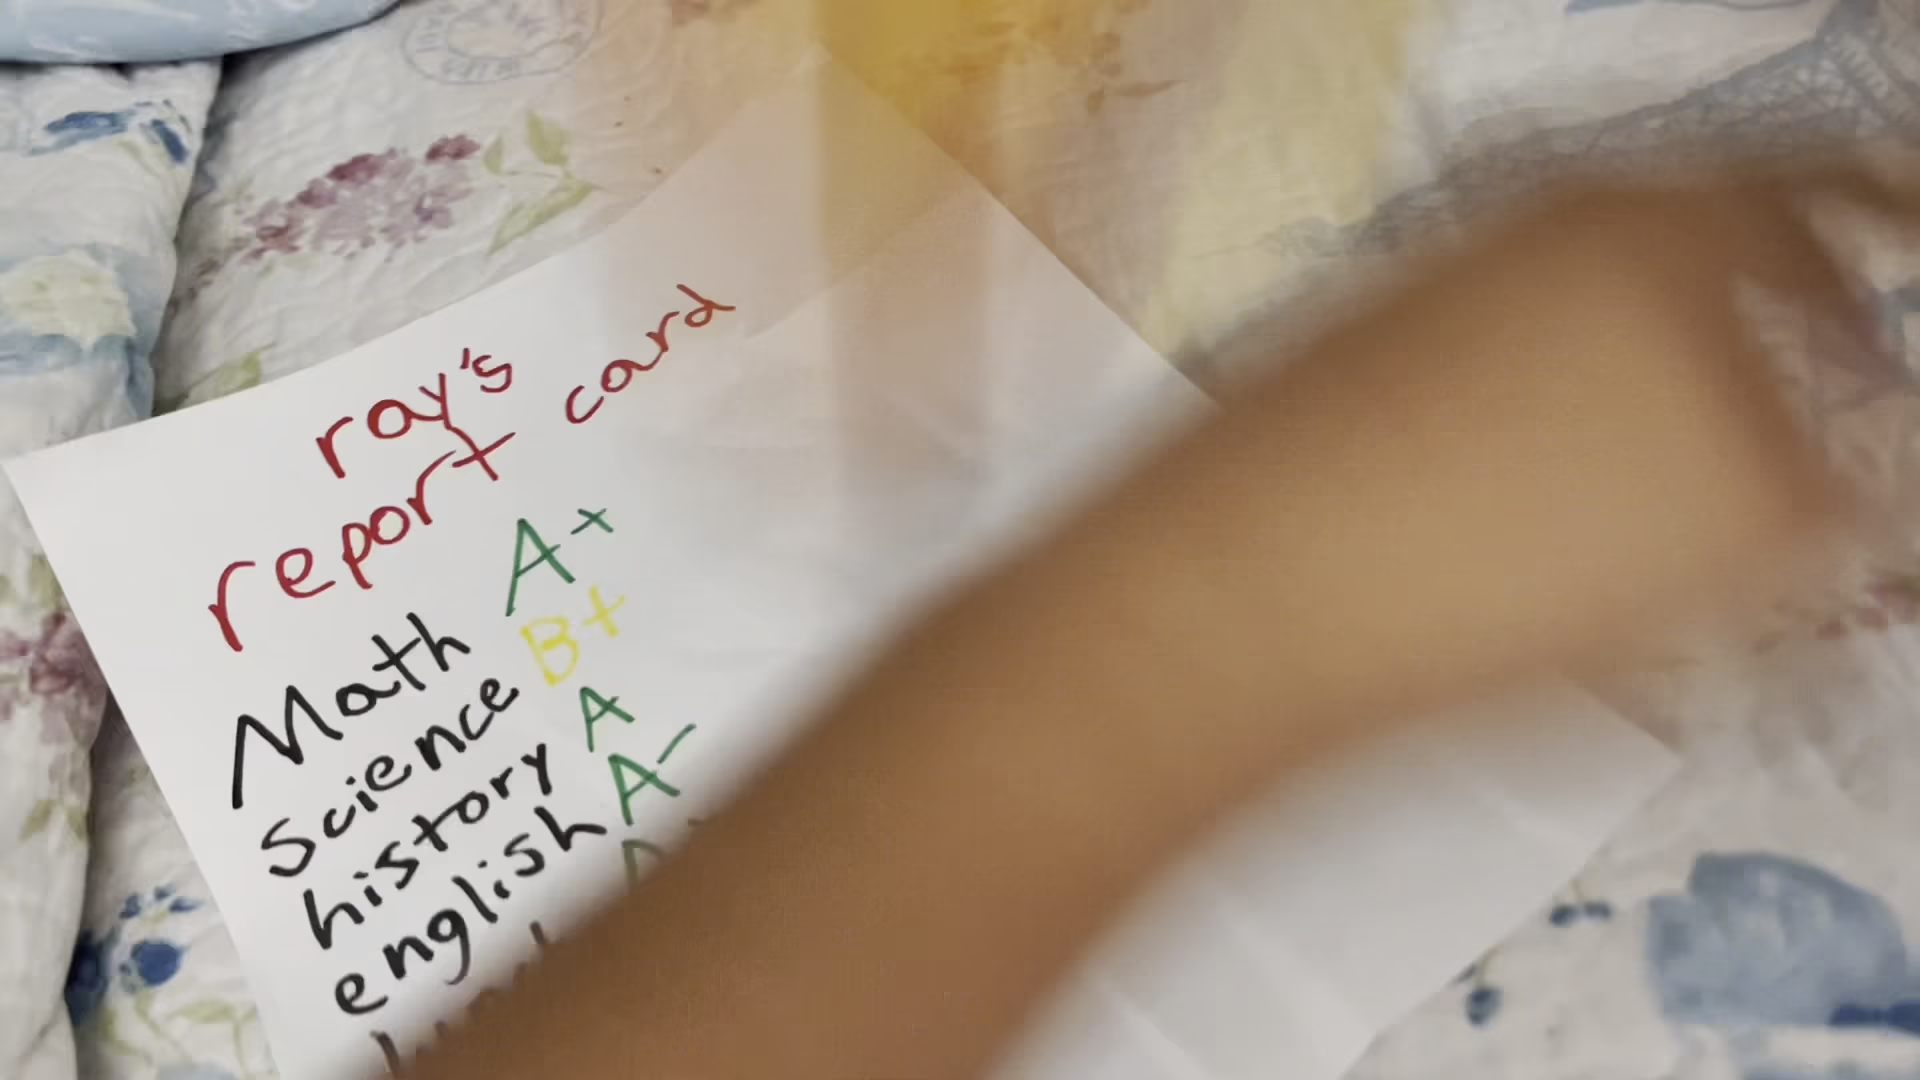 ray's
report card
Math A+
science B+
history A
english A-